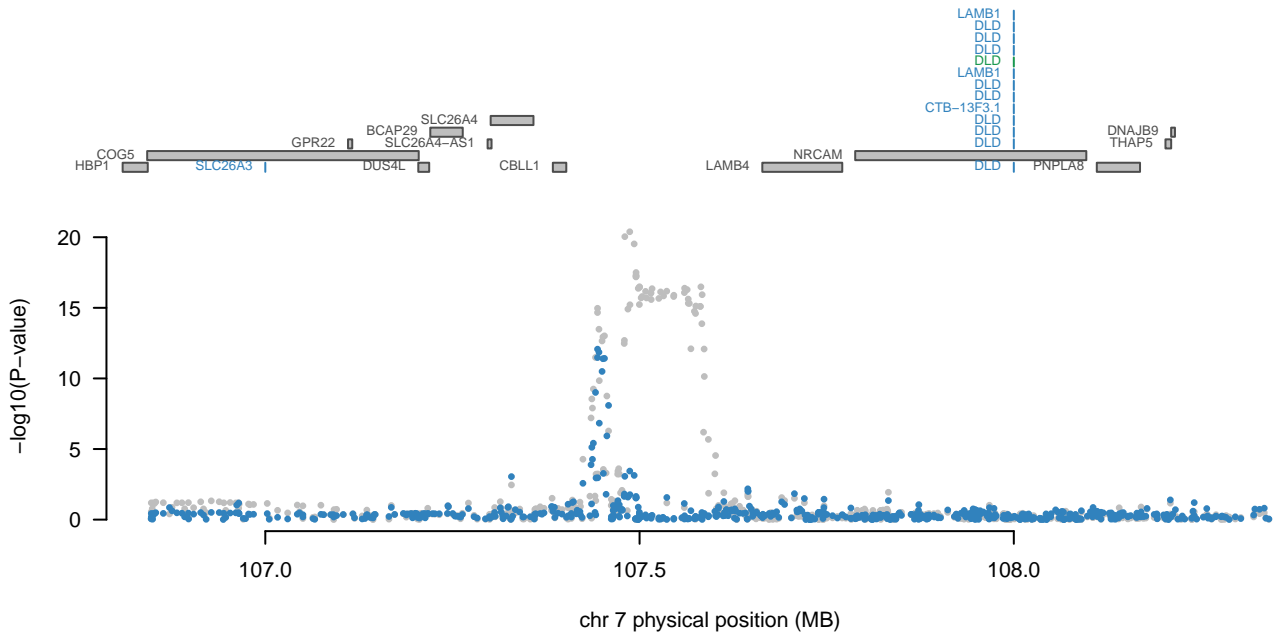 LAMB1
DLD
DLD
DLD
DLD
LAMB1
DLD
DLD
CTB−13F3.1
SLC26A4 DLD
BCAP29 DLD DNAJB9
GPR22 SLC26A4−AS1 DLD THAP5
COG5 NRCAM
HBP1 SLC26A3 DUS4L CBLL1 LAMB4 DLD PNPLA8
20
15
10
5
0
−log10(P−value)
107.0 107.5 108.0
chr 7 physical position (MB)